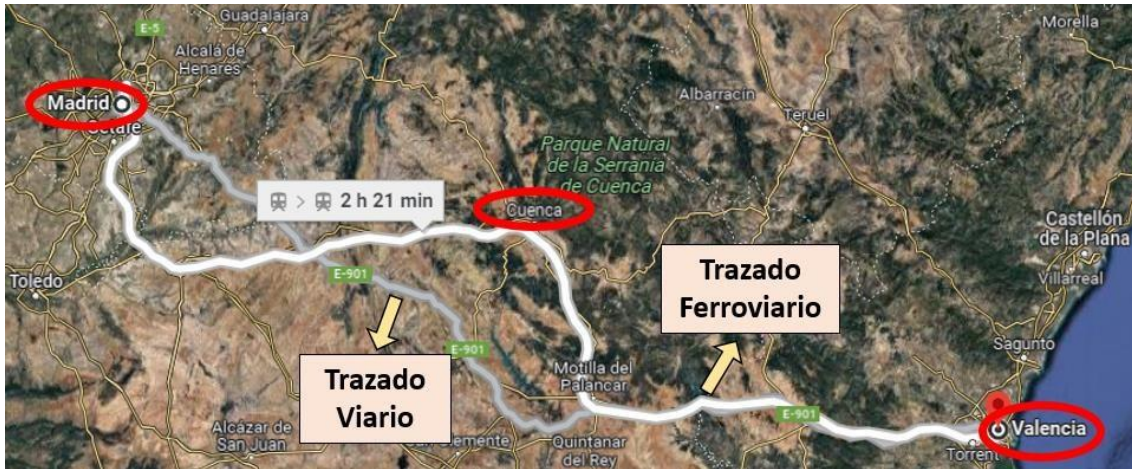 Guadalajara
E-5
Alcalá de
Henares
Morella
Madrid
Getafe
Albarracín
Teruel
Parque Natural
de la Serranía
de Cuenca
2 h 21 min
Cuenca
Castellón
de la Plana
Villarreal
Toledo
E-901
Trazado
Ferroviario
Trazado
Viario
E-901
Motilla del
Palancar
Sagunto
E-901
Valencia
Torrent
Alcázar de
San Juan
Quintanar
del Rey